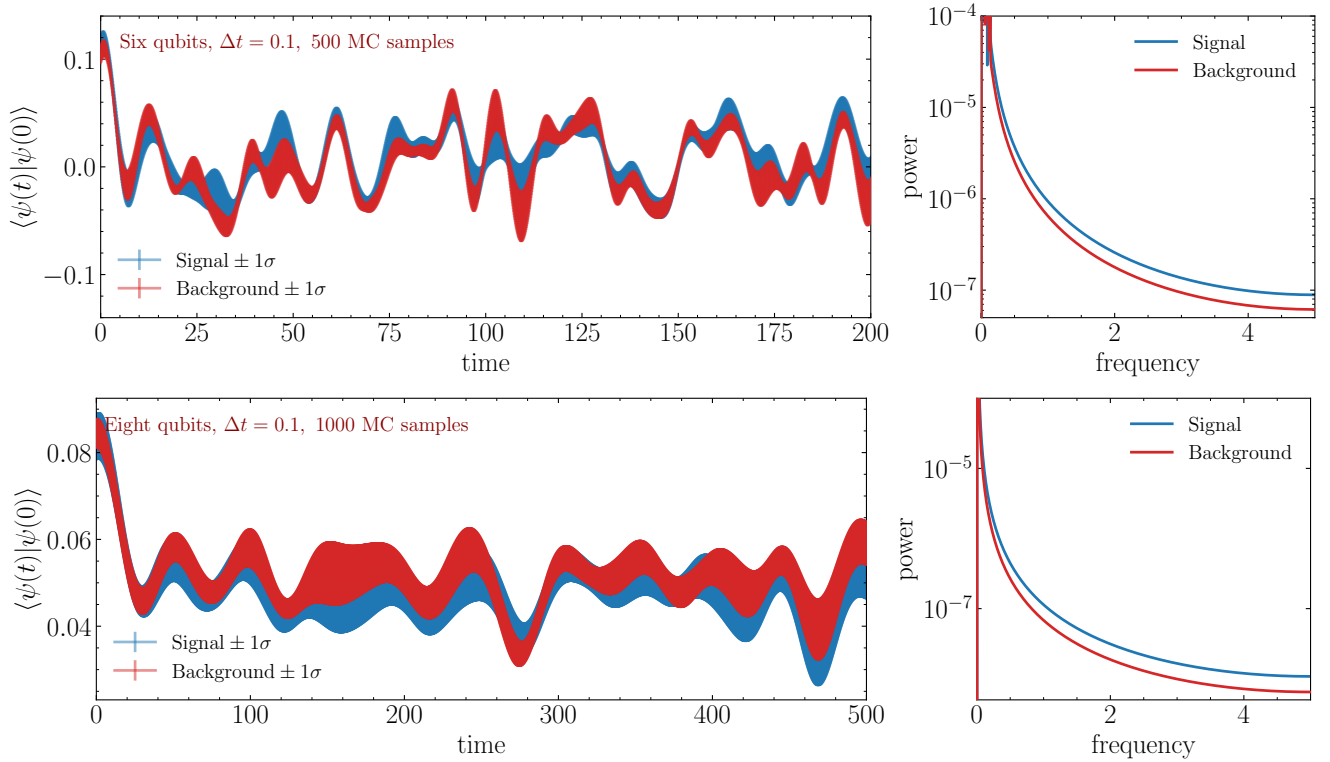 Six qubits, Δt = 0.1, 500 MC samples
⟨ψ(t)|ψ(0)⟩
0.1
0.0
−0.1
Signal ± 1σ
Background ± 1σ
0 25 50 75 100 125 150 175 200
time
Signal
Background
power
10⁻⁴
10⁻⁵
10⁻⁶
10⁻⁷
0 2 4
frequency
Eight qubits, Δt = 0.1, 1000 MC samples
⟨ψ(t)|ψ(0)⟩
0.08
0.06
0.04
Signal ± 1σ
Background ± 1σ
0 100 200 300 400 500
time
Signal
Background
power
10⁻⁵
10⁻⁷
0 2 4
frequency